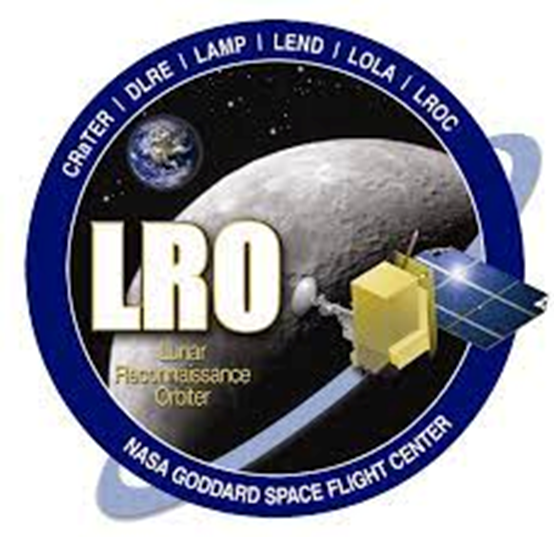 CRaTER | DLRE | LAMP | LEND | LOLA | LROC
LRO
Lunar
Reconnaissance
Orbiter
NASA GODDARD SPACE FLIGHT CENTER